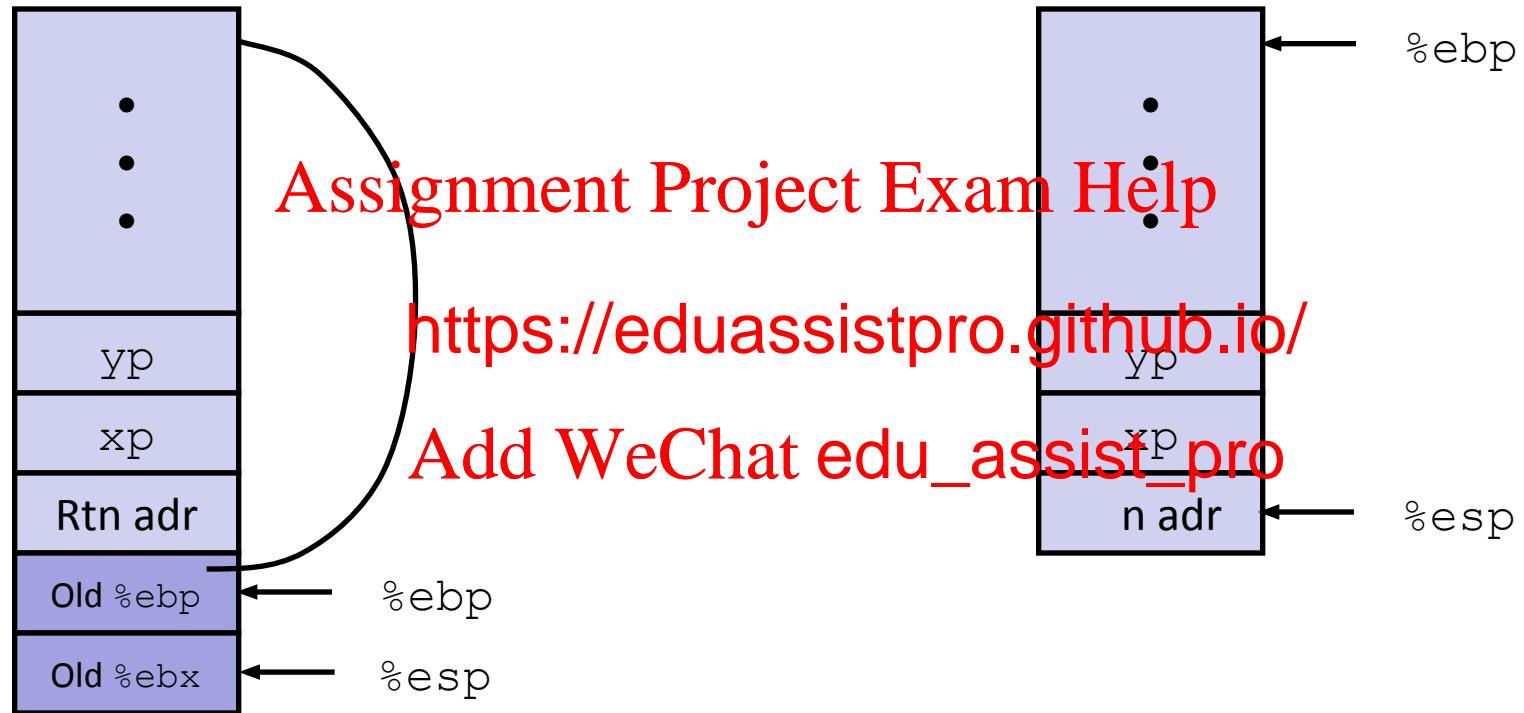 %ebp
Assignment Project Exam Help
https://eduassistpro.github.io/
yp
yp
xp
Add WeChat edu_assist_pro
xp
Rtn adr
n adr
%esp
Old %ebp
%ebp
Old %ebx
%esp